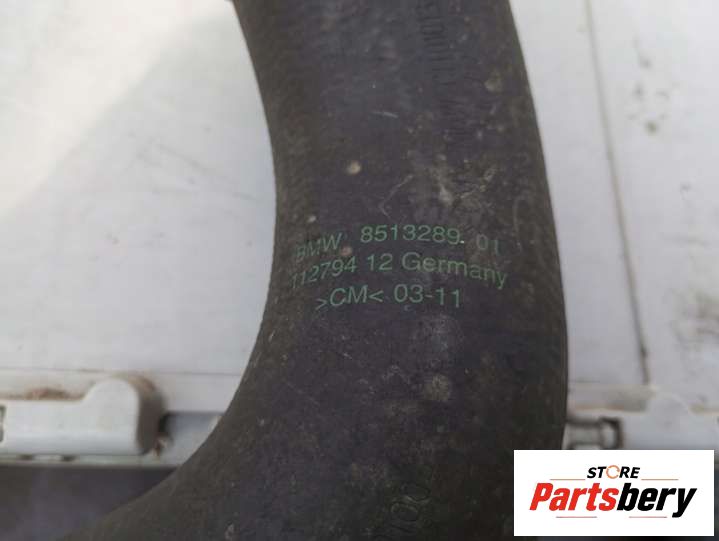 BMW 8513289 01
112794 12 Germany
>CM< 03-11
STORE
Partsbery